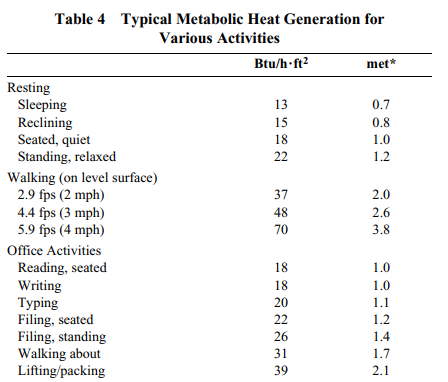 Table 4 Typical Metabolic Heat Generation for
Various Activities
Btu/h·ft² met*
Resting
Sleeping 13 0.7
Reclining 15 0.8
Seated, quiet 18 1.0
Standing, relaxed 22 1.2
Walking (on level surface)
2.9 fps (2 mph) 37 2.0
4.4 fps (3 mph) 48 2.6
5.9 fps (4 mph) 70 3.8
Office Activities
Reading, seated 18 1.0
Writing 18 1.0
Typing 20 1.1
Filing, seated 22 1.2
Filing, standing 26 1.4
Walking about 31 1.7
Lifting/packing 39 2.1